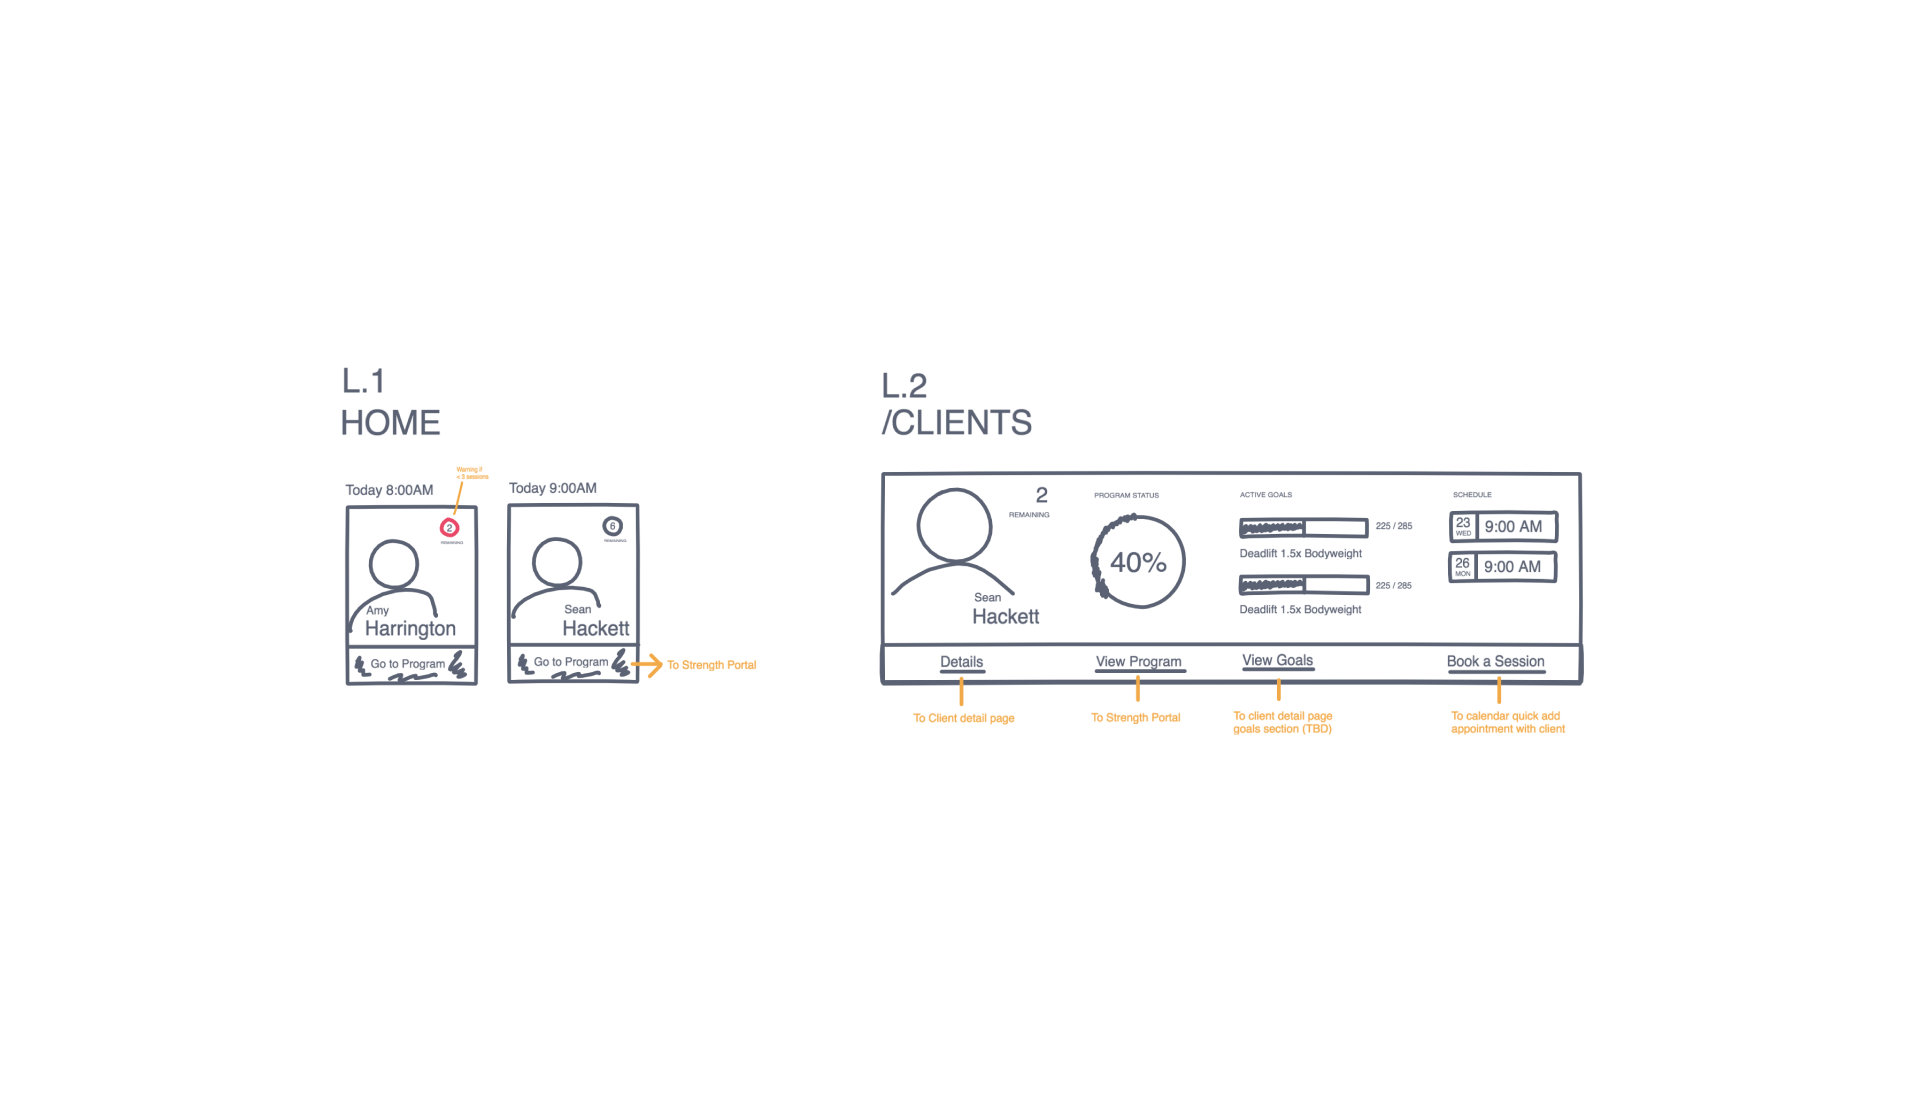 L.1
HOME
Warning if
< 3 sessions
Today 8:00AM
2
REMAINING
Amy
Harrington
Go to Program
Today 9:00AM
6
REMAINING
Sean
Hackett
Go to Program
To Strength Portal
L.2
/CLIENTS
2
REMAINING
Sean
Hackett
PROGRAM STATUS
40%
ACTIVE GOALS
225 / 285
Deadlift 1.5x Bodyweight
225 / 285
Deadlift 1.5x Bodyweight
SCHEDULE
23
WED
9:00 AM
26
MON
9:00 AM
Details
View Program
View Goals
Book a Session
To Client detail page
To Strength Portal
To client detail page
goals section (TBD)
To calendar quick add
appointment with client